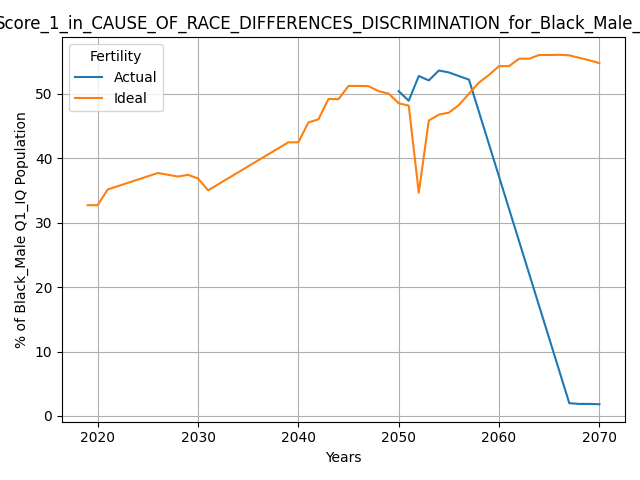 Score_1_in_CAUSE_OF_RACE_DIFFERENCES_DISCRIMINATION_for_Black_Male_
Fertility
Actual
Ideal
% of Black_Male Q1_IQ Population
50
40
30
20
10
0
2020 2030 2040 2050 2060 2070
Years